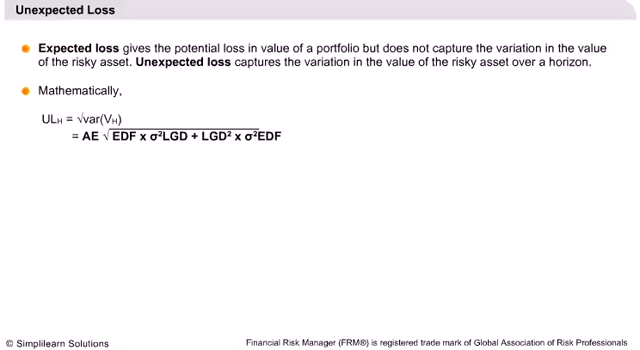 Unexpected Loss
Expected loss gives the potential loss in value of a portfolio but does not capture the variation in the value
of the risky asset. Unexpected loss captures the variation in the value of the risky asset over a horizon.
Mathematically,
ULH = √var(VH)
= AE √ EDF x σ²LGD + LGD² x σ²EDF
© Simplilearn Solutions
Financial Risk Manager (FRM®) is registered trade mark of Global Association of Risk Professionals